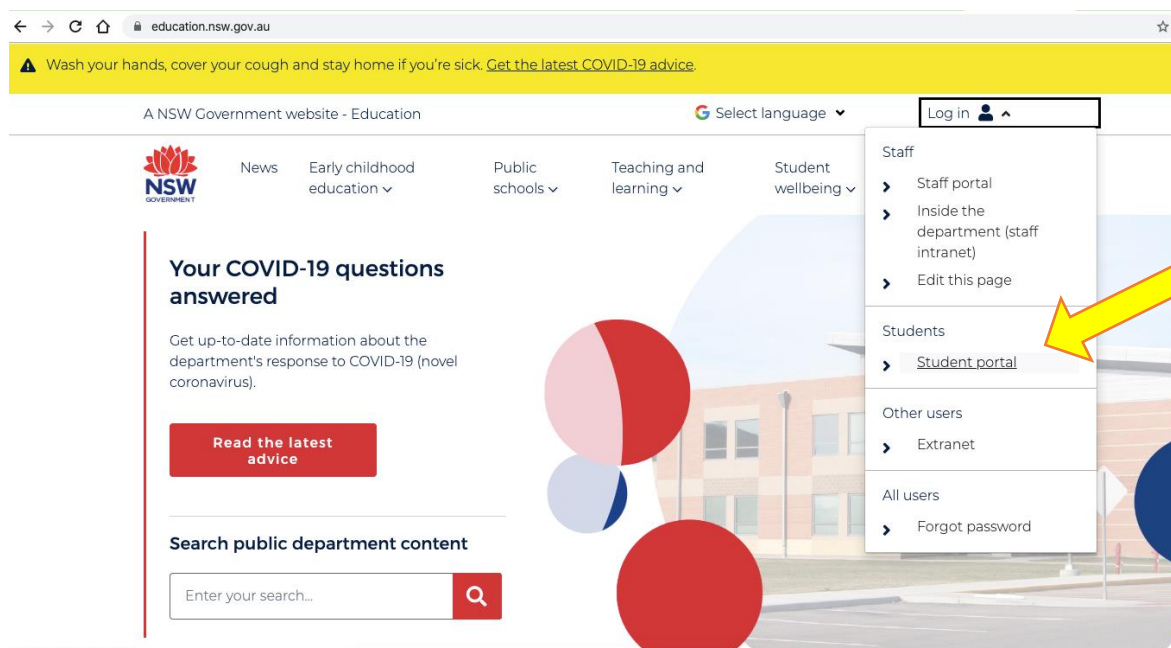 education.nsw.gov.au
Wash your hands, cover your cough and stay home if you're sick. Get the latest COVID-19 advice.
A NSW Government website - Education
G Select language
Log in
NSW
GOVERNMENT
News
Early childhood
education
Public
schools
Teaching and
learning
Student
wellbeing
Staff
Staff portal
Inside the
department (staff
intranet)
Edit this page
Students
Student portal
Other users
Extranet
All users
Forgot password
Your COVID-19 questions
answered
Get up-to-date information about the
department's response to COVID-19 (novel
coronavirus).
Read the latest
advice
Search public department content
Enter your search...